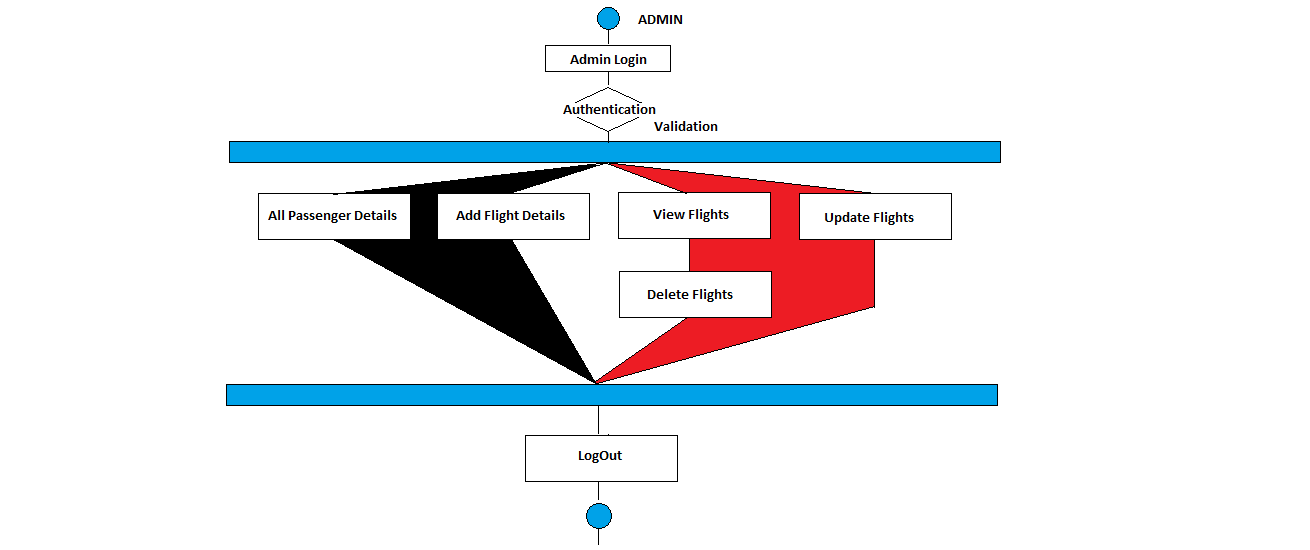 ADMIN
Admin Login
Authentication
Validation
All Passenger Details
Add Flight Details
View Flights
Update Flights
Delete Flights
LogOut